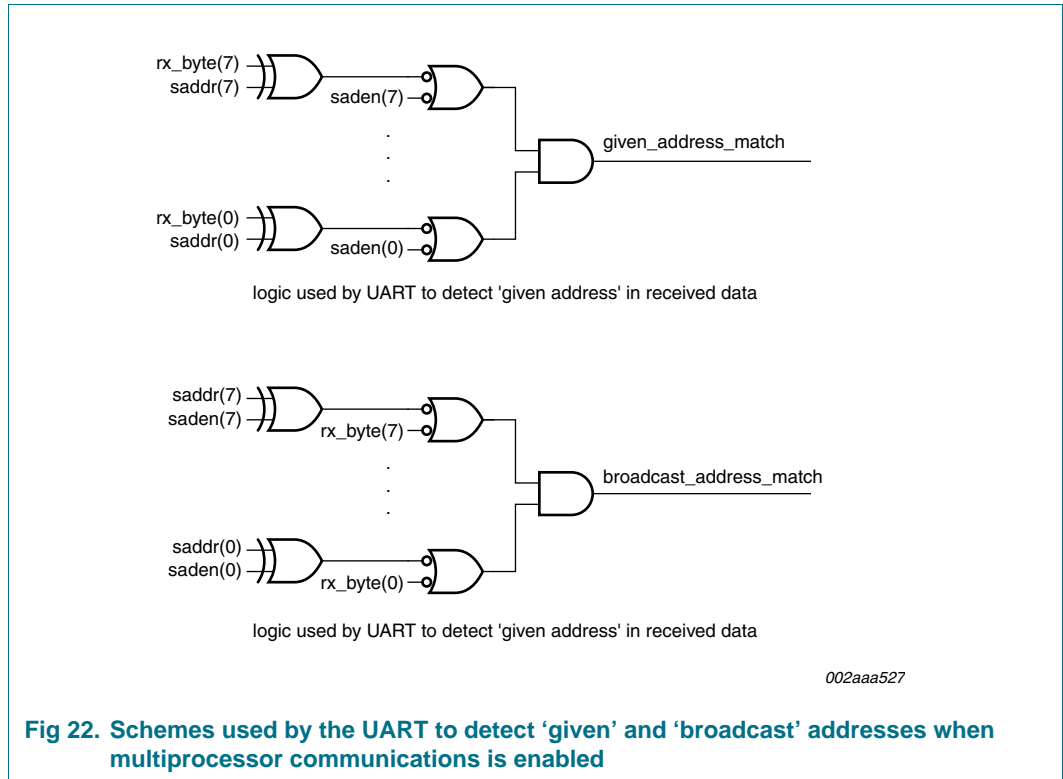 rx_byte(7)
saddr(7)
saden(7)
.
.
.
given_address_match
rx_byte(0)
saddr(0)
saden(0)
logic used by UART to detect 'given address' in received data
saddr(7)
saden(7)
rx_byte(7)
.
.
.
broadcast_address_match
saddr(0)
saden(0)
rx_byte(0)
logic used by UART to detect 'given address' in received data
002aaa527
Fig 22. Schemes used by the UART to detect ‘given’ and ‘broadcast’ addresses when
multiprocessor communications is enabled